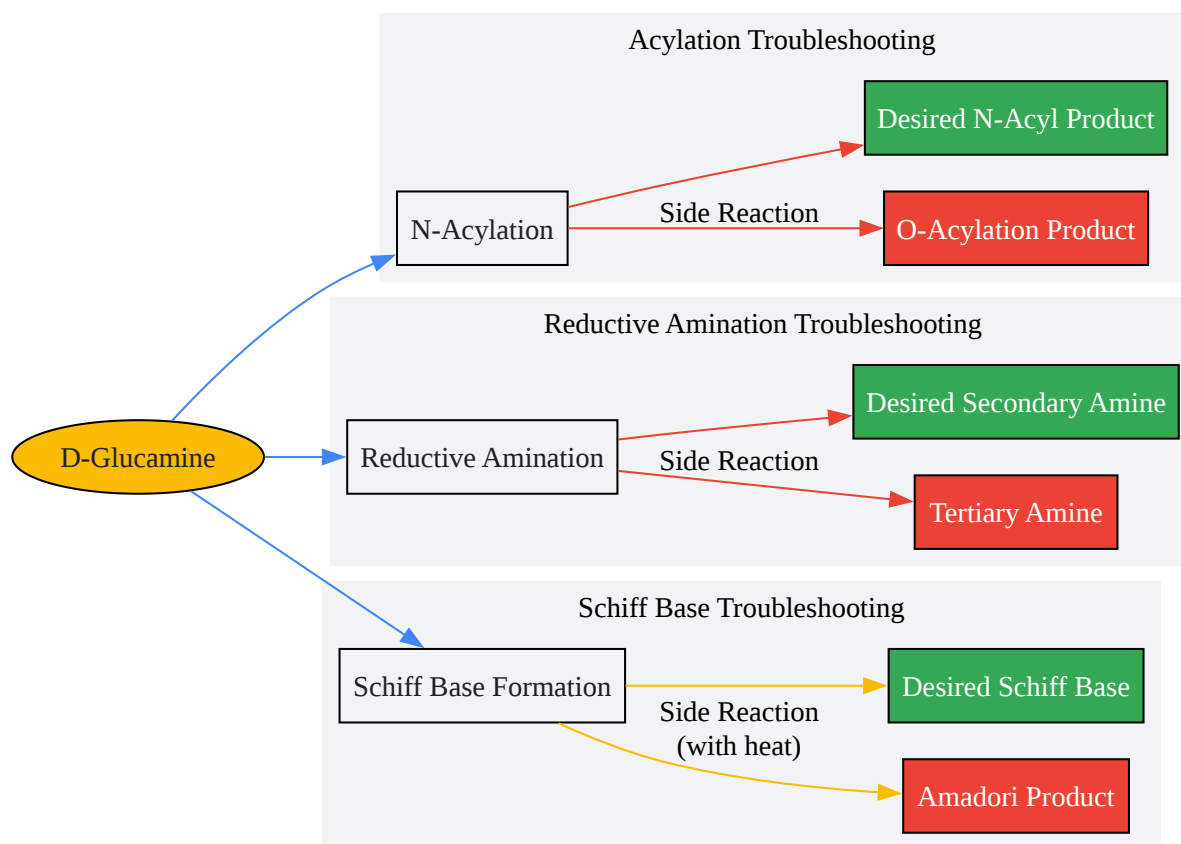 Acylation Troubleshooting
Desired N-Acyl Product
N-Acylation
Side Reaction
O-Acylation Product
Reductive Amination Troubleshooting
Desired Secondary Amine
D-Glucamine
Reductive Amination
Side Reaction
Tertiary Amine
Schiff Base Troubleshooting
Schiff Base Formation
Desired Schiff Base
Side Reaction
(with heat)
Amadori Product